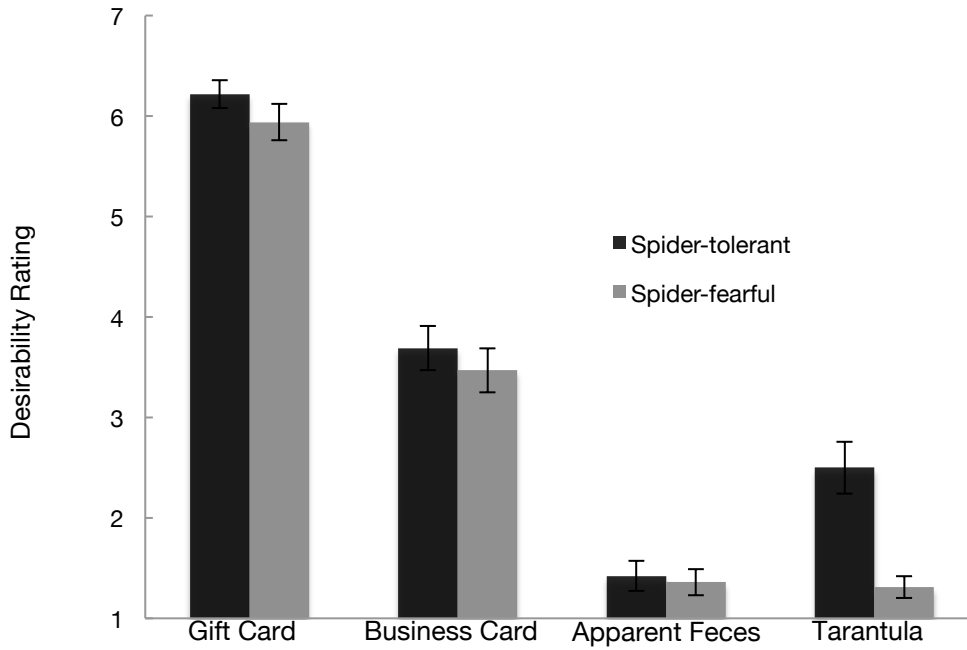 7
6
5
4
3
2
1
Desirability Rating
Spider-tolerant
Spider-fearful
Gift Card Business Card Apparent Feces Tarantula